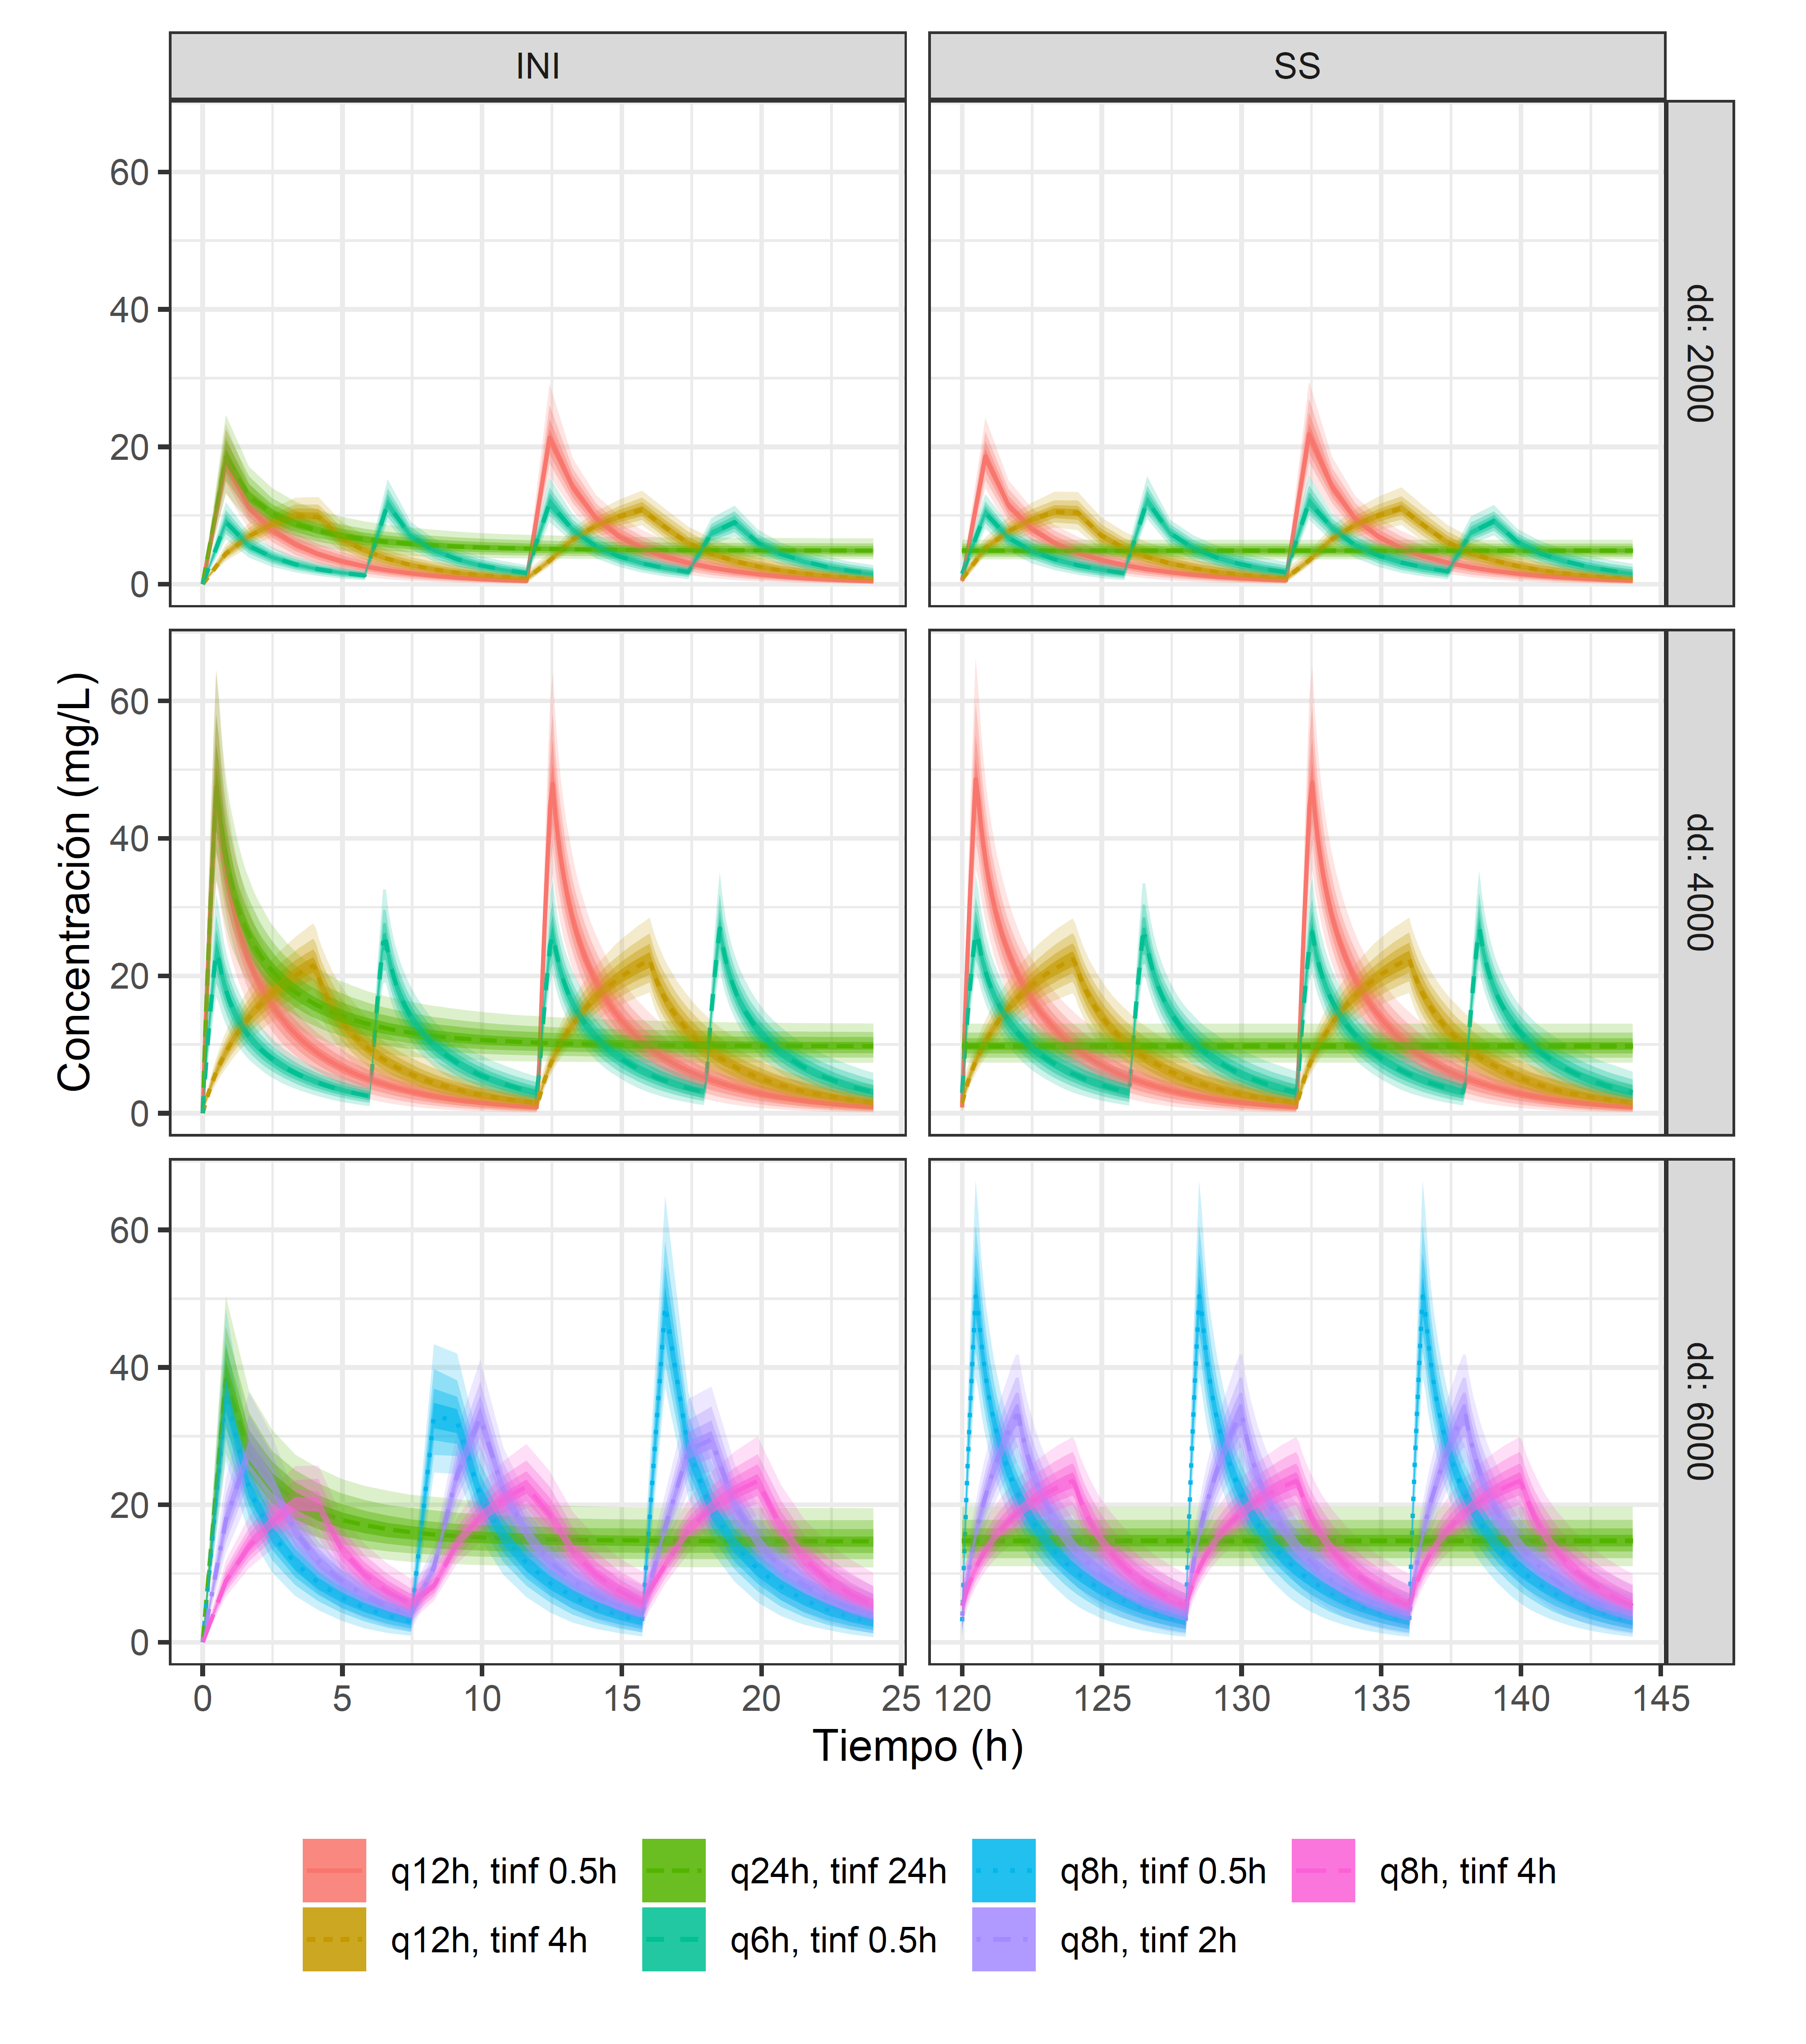 INI
SS
60
40
20
0
dd: 2000
Concentración (mg/L)
60
40
20
0
dd: 4000
60
40
20
0
dd: 6000
0 5 10 15 20 25 120 125 130 135 140 145
Tiempo (h)
q12h, tinf 0.5h q24h, tinf 24h q8h, tinf 0.5h q8h, tinf 4h
q12h, tinf 4h q6h, tinf 0.5h q8h, tinf 2h